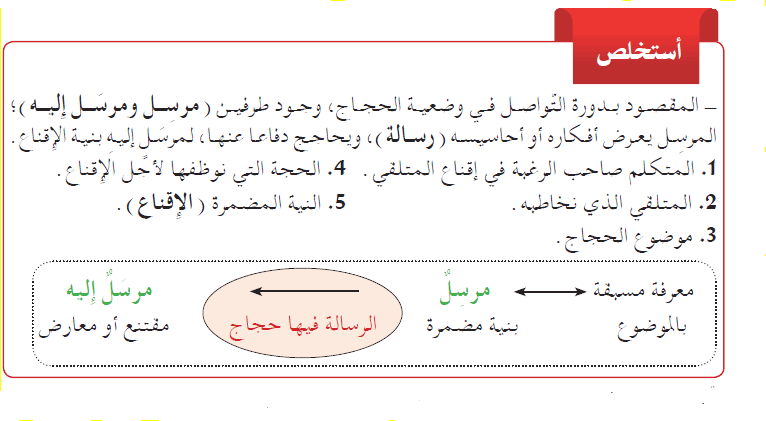 أستخلص
– المقصود بدورة التّواصل في وضعية الحجاج، وجود طرفين (مرسِل ومرسَل إليه)؛
المرسِل يعرض أفكاره أو أحاسيسه (رسالة)، ويحاجج دفاعا عنها، لمرسَل إليهِ بنية الإقناع.
1. المتكلم صاحب الرغبة في إقناع المتلقي. 4. الحجة التي نوظفها لأجل الإقناع.
2. المتلقي الذي نخاطبه. 5. النية المضمرة (الإقناع).
3. موضوع الحجاج.
معرفة مسبقة مرسِلٌ مرسَلٌ إليه
بالموضوع بنية مضمرة الرسالة فيها حجاج مقتنع أو معارض